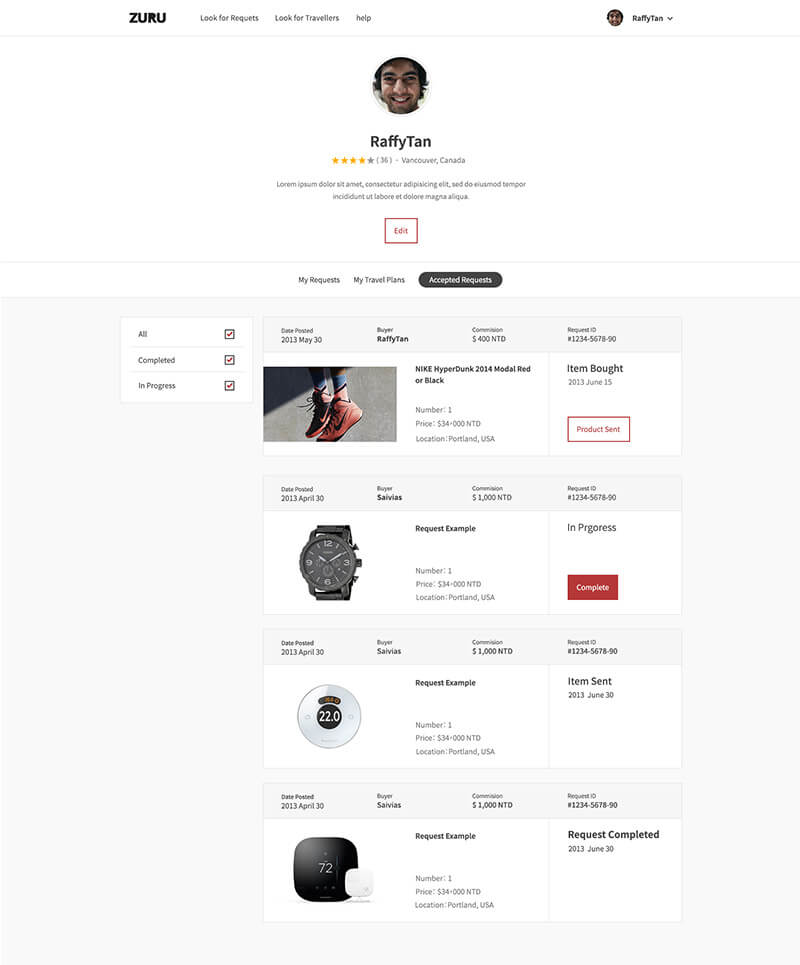 ZURU
Look for Requets
Look for Travellers
help
RaffyTan
RaffyTan
( 36 ) - Vancouver, Canada
Lorem ipsum dolor sit amet, consectetur adipisicing elit, sed do eiusmod tempor
incididunt ut labore et dolore magna aliqua.
Edit
My Requests
My Travel Plans
Accepted Requests
All
Completed
In Progress
Date Posted
2013 May 30
Buyer
RaffyTan
Commision
$ 400 NTD
Request ID
#1234-5678-90
NIKE HyperDunk 2014 Modal Red
or Black
Number: 1
Price: $34,000 NTD
Location: Portland, USA
Item Bought
2013 June 15
Product Sent
Date Posted
2013 April 30
Buyer
Saivias
Commision
$ 1,000 NTD
Request ID
#1234-5678-90
Request Example
Number: 1
Price: $34,000 NTD
Location: Portland, USA
In Prgoress
Complete
Date Posted
2013 April 30
Buyer
Saivias
Commision
$ 1,000 NTD
Request ID
#1234-5678-90
22.0
Request Example
Number: 1
Price: $34,000 NTD
Location: Portland, USA
Item Sent
2013 June 30
Date Posted
2013 April 30
Buyer
Saivias
Commision
$ 1,000 NTD
Request ID
#1234-5678-90
72
Request Example
Number: 1
Price: $34,000 NTD
Location: Portland, USA
Request Completed
2013 June 30